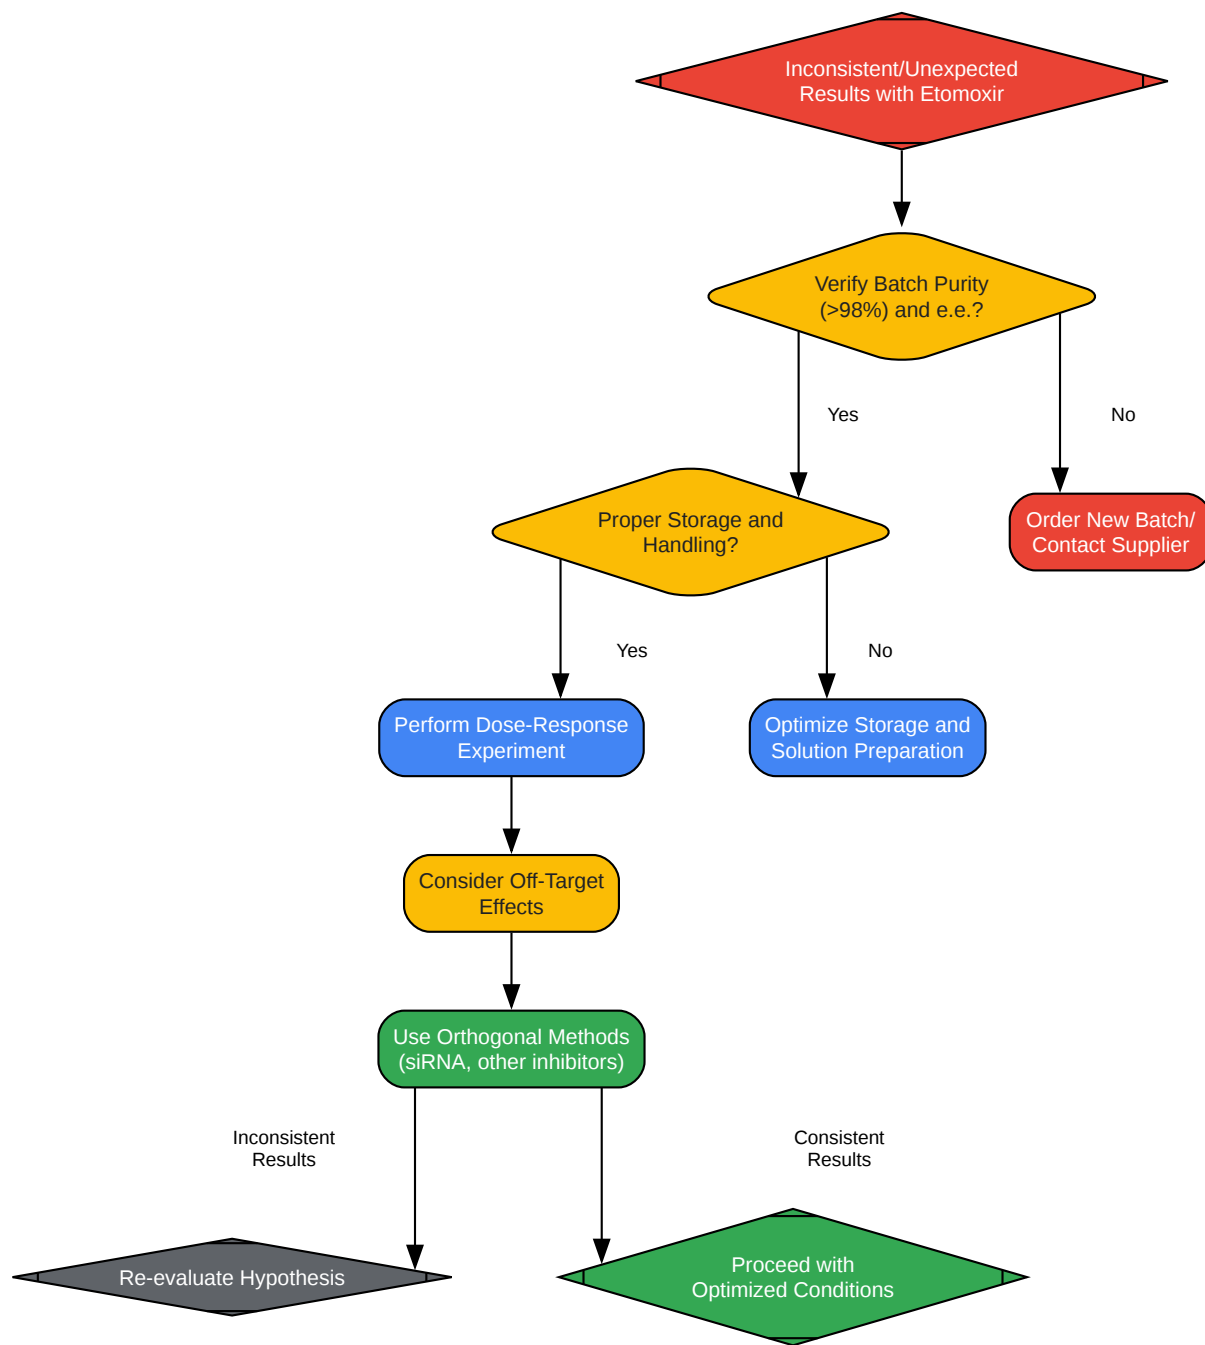 Inconsistent/Unexpected
Results with Etomoxir
Verify Batch Purity
(>98%) and e.e.?
Yes
No
Proper Storage and
Handling?
Order New Batch/
Contact Supplier
Yes
No
Perform Dose-Response
Experiment
Optimize Storage and
Solution Preparation
Consider Off-Target
Effects
Use Orthogonal Methods
(siRNA, other inhibitors)
Inconsistent
Results
Consistent
Results
Re-evaluate Hypothesis
Proceed with
Optimized Conditions